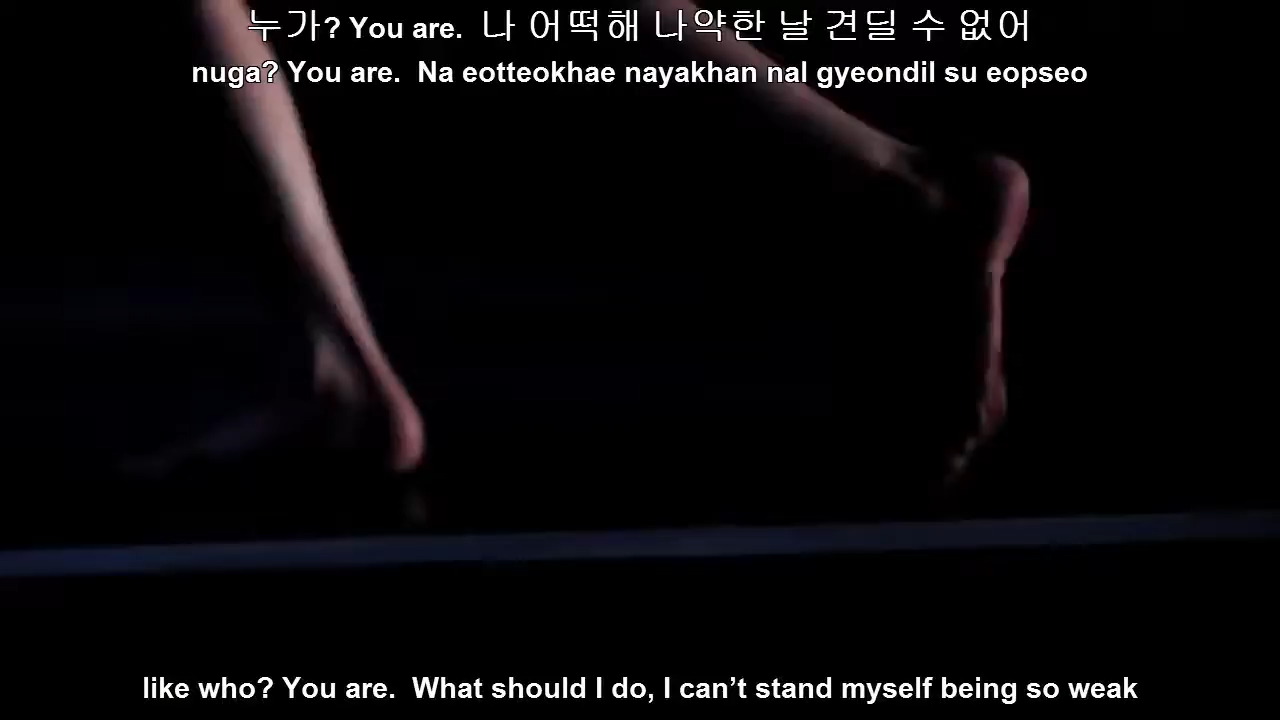 누가? You are.  나 어떡해 나약한 날 견딜 수 없어
nuga? You are.  Na eotteokhae nayakhan nal gyeondil su eopseo
like who? You are.  What should I do, I can’t stand myself being so weak